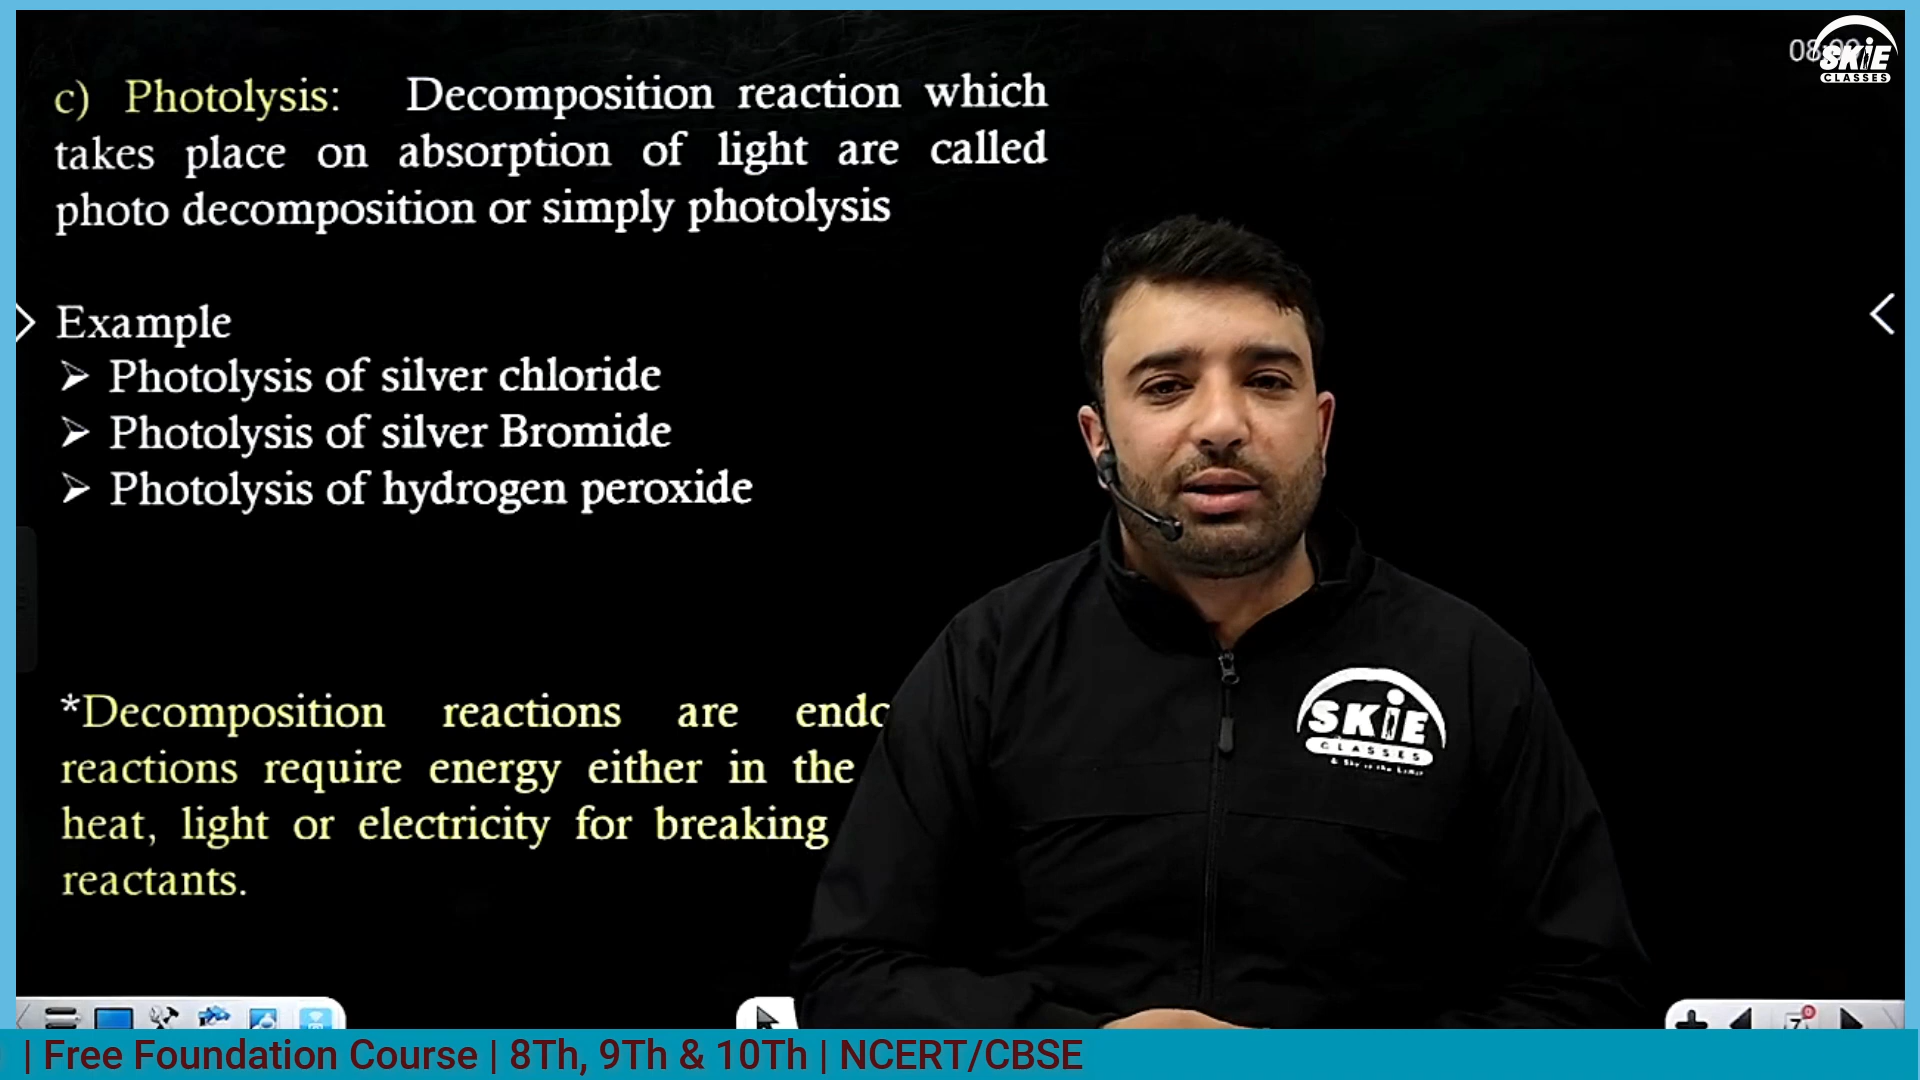 c) Photolysis: Decomposition reaction which
takes place on absorption of light are called
photo decomposition or simply photolysis
Example
➢ Photolysis of silver chloride
➢ Photolysis of silver Bromide
➢ Photolysis of hydrogen peroxide
*Decomposition reactions are
reactions require energy either in the
heat, light or electricity for breaking
reactants.
SKiE
CLASSES
SKiE
CLASSES
| Free Foundation Course | 8Th, 9Th & 10Th | NCERT/CBSE